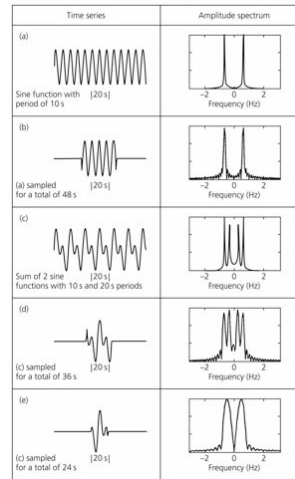 Time series
Amplitude spectrum
(a)
Sine function with
period of 10 s
|20 s|
−2 0 2
Frequency (Hz)
(b)
(a) sampled
for a total of 48 s
|20 s|
−2 0 2
Frequency (Hz)
(c)
Sum of 2 sine
functions with 10 s and 20 s periods
|20 s|
−2 0 2
Frequency (Hz)
(d)
(c) sampled
for a total of 36 s
|20 s|
−2 0 2
Frequency (Hz)
(e)
(c) sampled
for a total of 24 s
|20 s|
−2 0 2
Frequency (Hz)